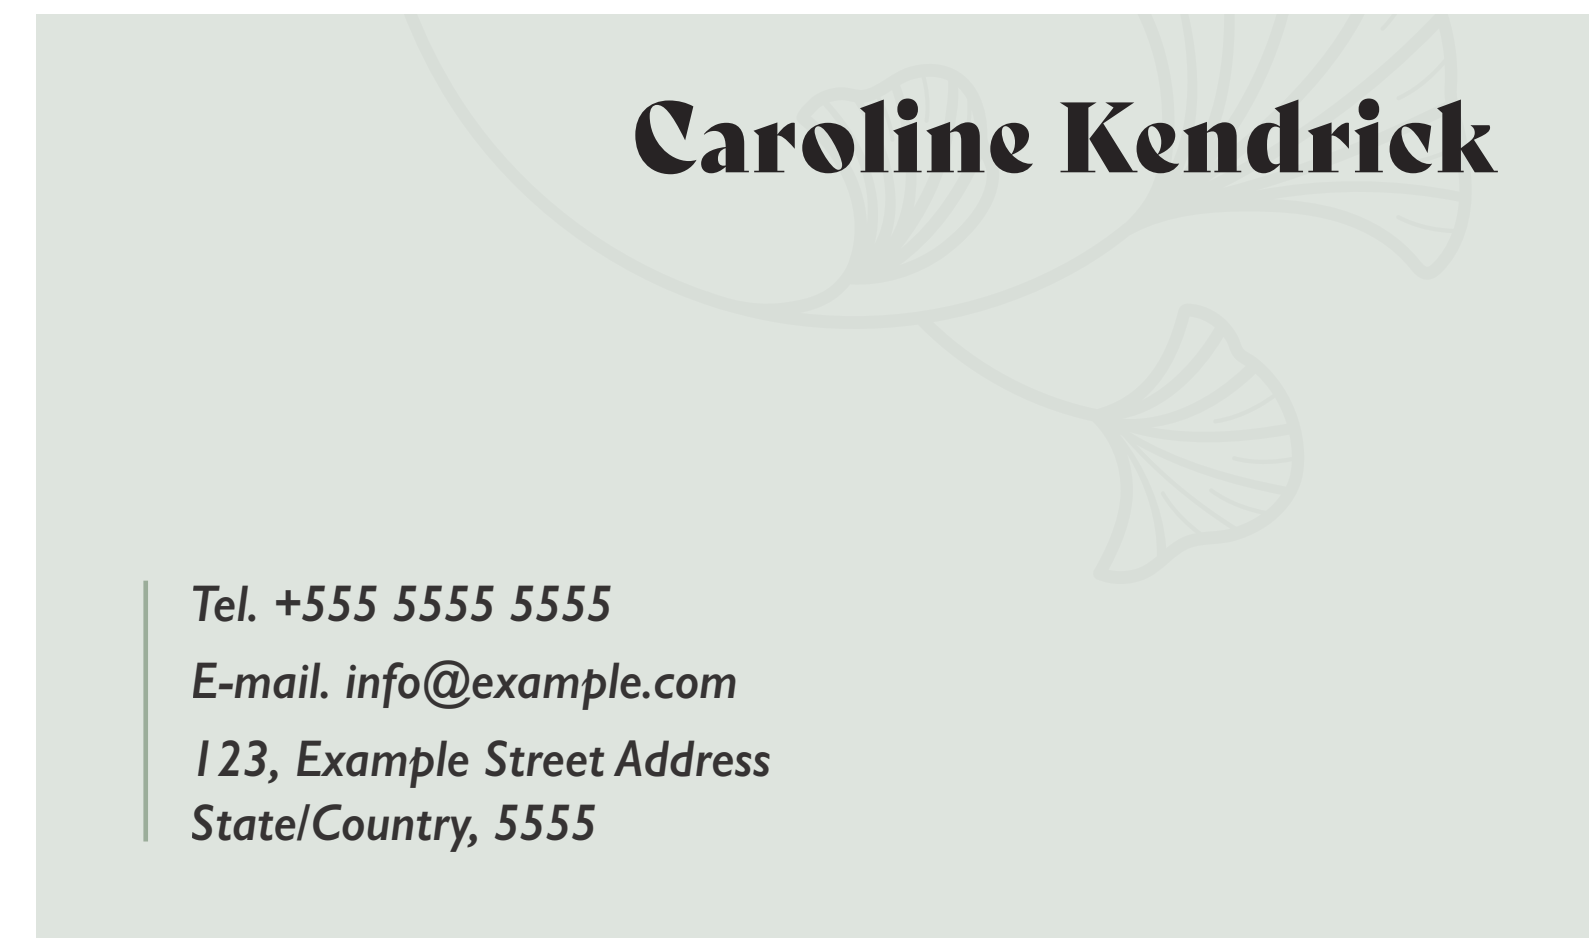 Caroline Kendrick
Tel. +555 5555 5555
E-mail. info@example.com
123, Example Street Address
State/Country, 5555